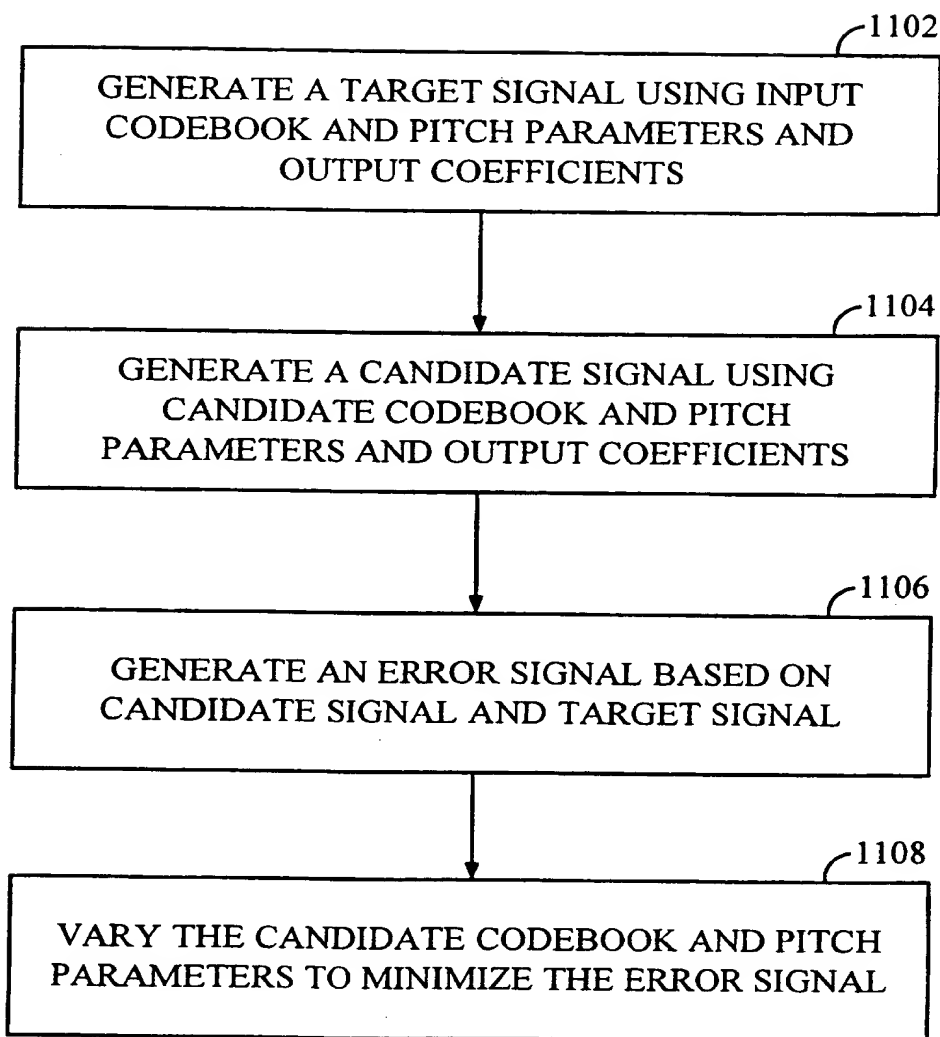 1102
GENERATE A TARGET SIGNAL USING INPUT
CODEBOOK AND PITCH PARAMETERS AND
OUTPUT COEFFICIENTS
1104
GENERATE A CANDIDATE SIGNAL USING
CANDIDATE CODEBOOK AND PITCH
PARAMETERS AND OUTPUT COEFFICIENTS
1106
GENERATE AN ERROR SIGNAL BASED ON
CANDIDATE SIGNAL AND TARGET SIGNAL
1108
VARY THE CANDIDATE CODEBOOK AND PITCH
PARAMETERS TO MINIMIZE THE ERROR SIGNAL